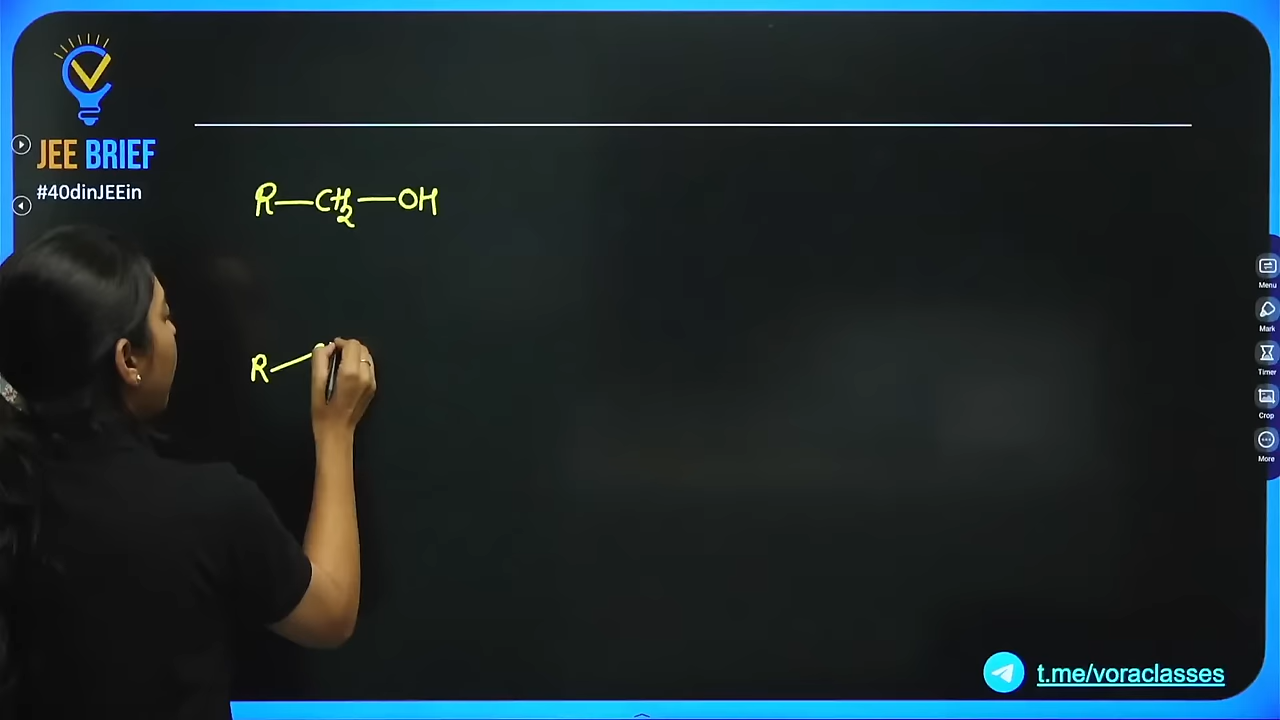 JEE BRIEF
#40dinJEEin
R—CH₂—OH
R
Menu
Mark
Timer
Crop
More
t.me/voraclasses